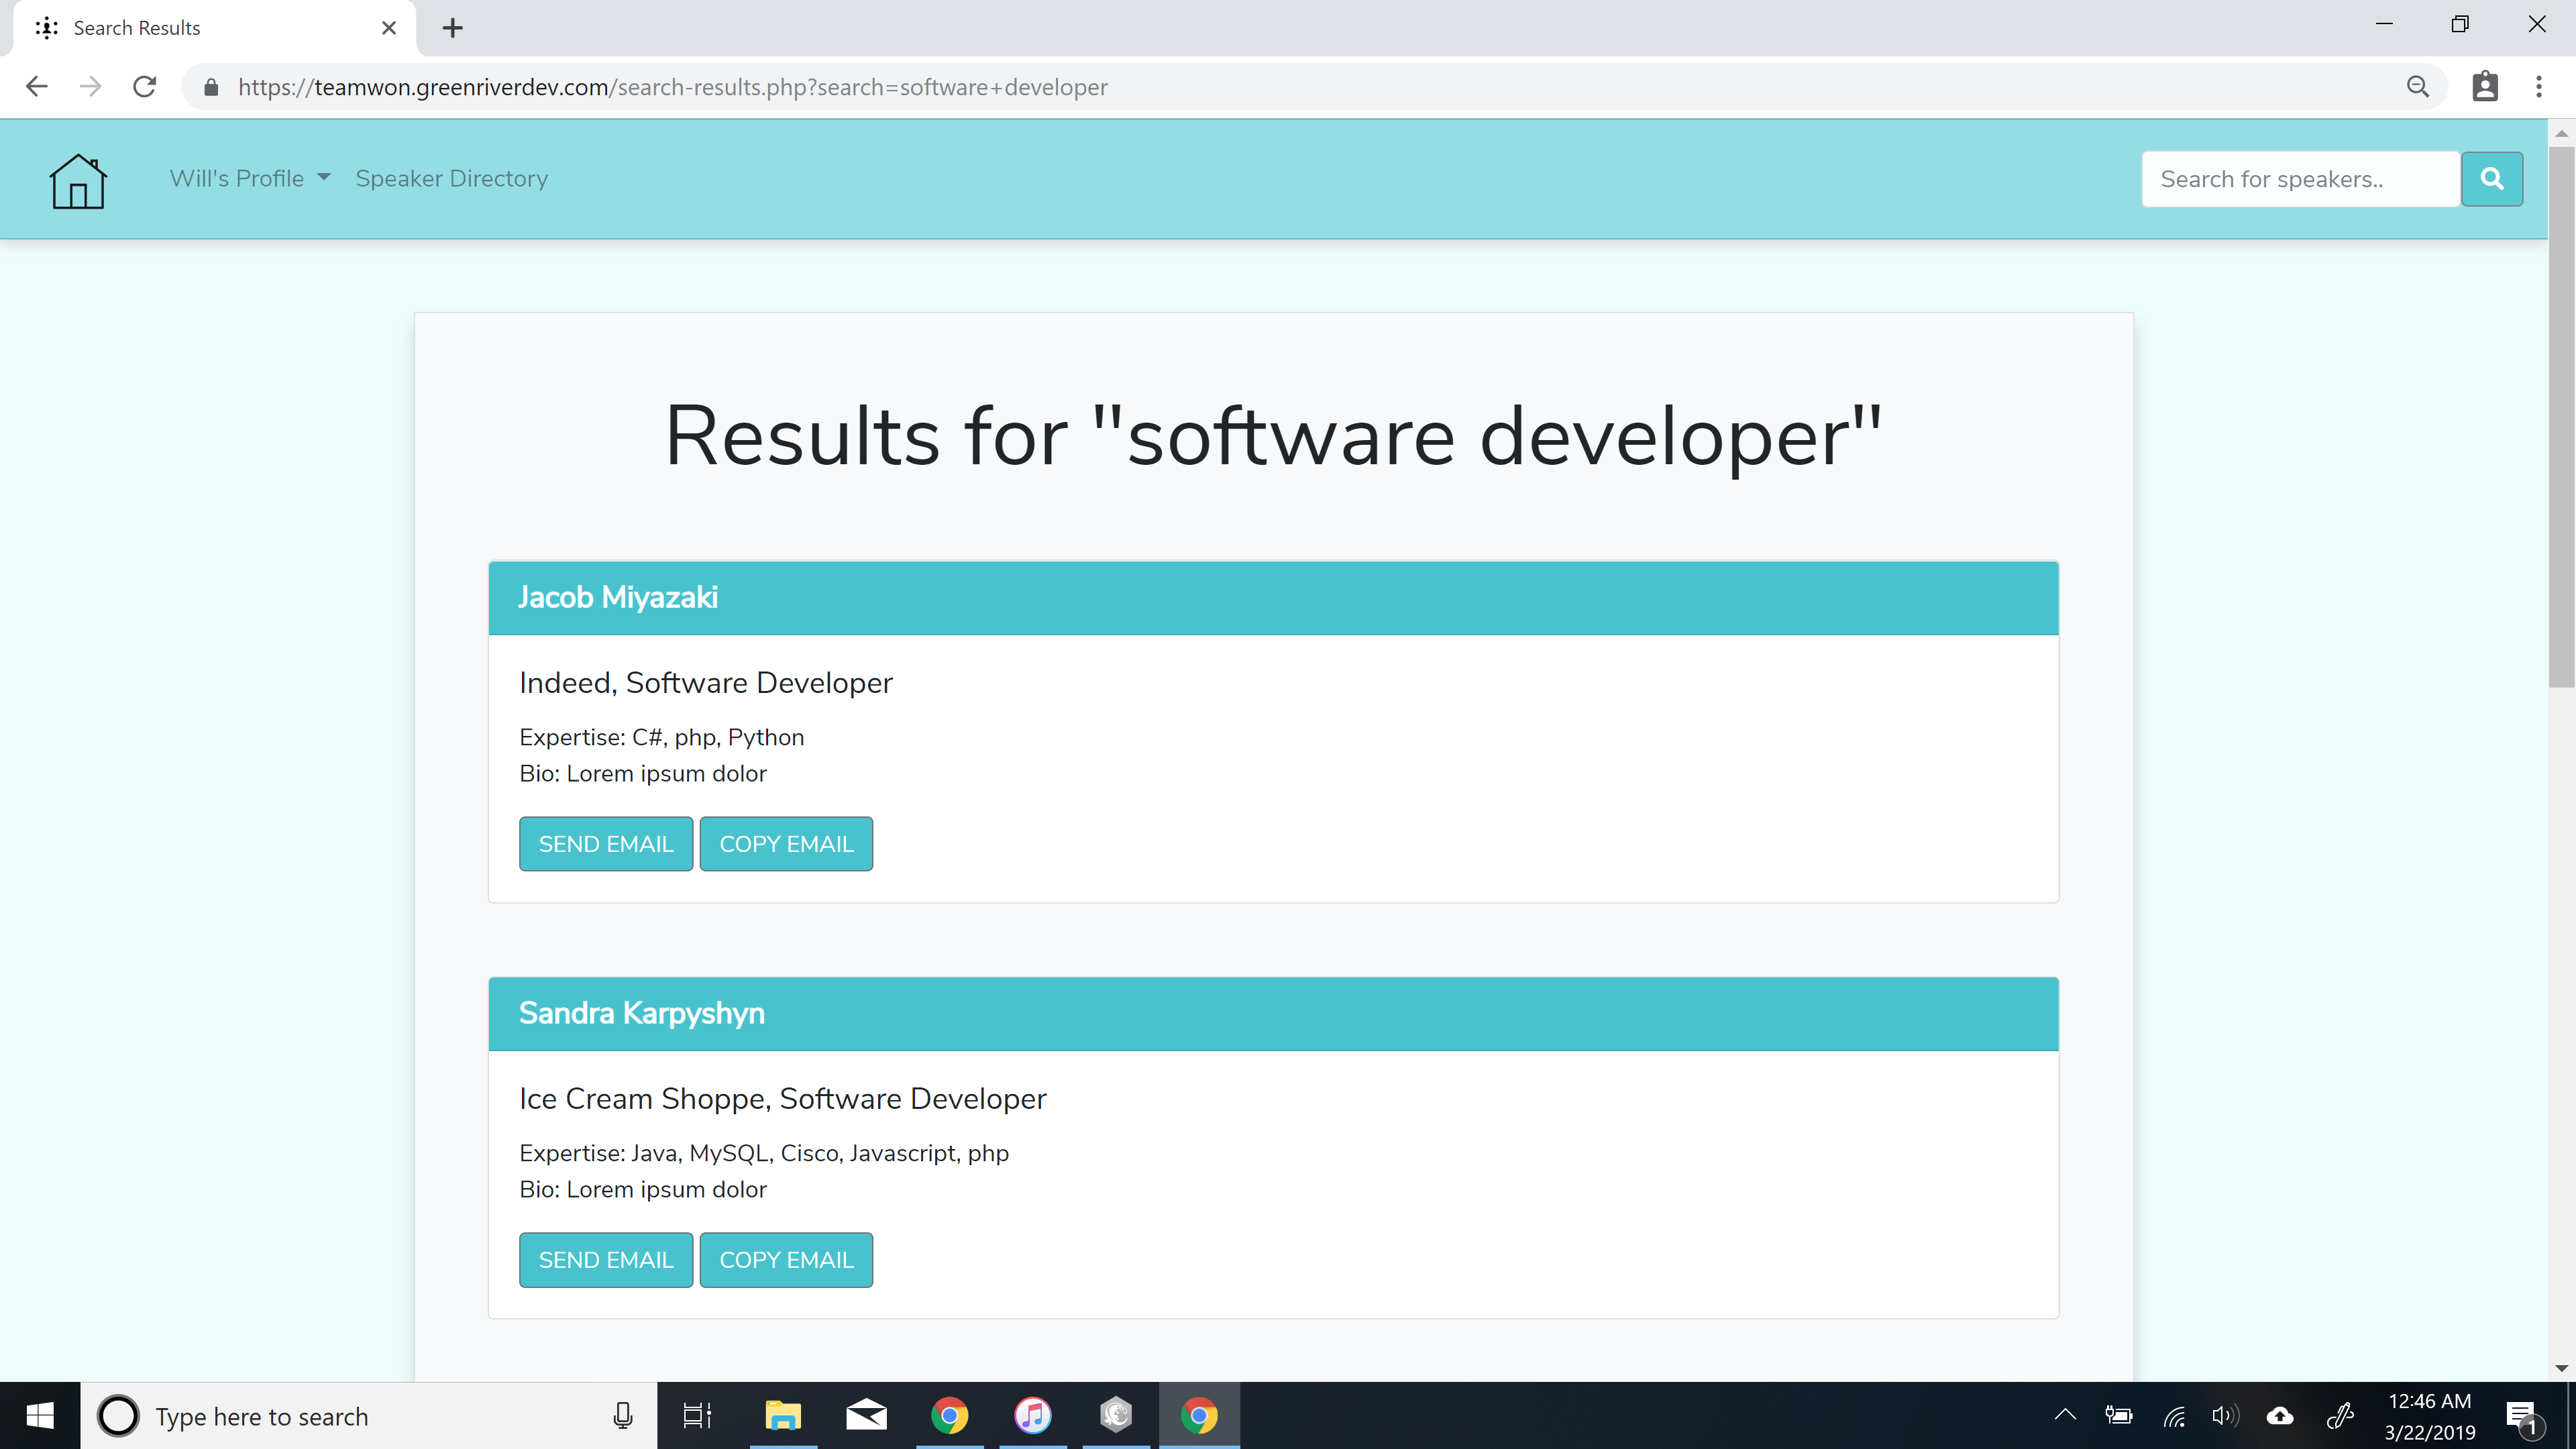 Search Results
https://teamwon.greenriverdev.com/search-results.php?search=software+developer
Will's Profile Speaker Directory Search for speakers..
Results for "software developer"
Jacob Miyazaki
Indeed, Software Developer
Expertise: C#, php, Python
Bio: Lorem ipsum dolor
SEND EMAIL COPY EMAIL
Sandra Karpyshyn
Ice Cream Shoppe, Software Developer
Expertise: Java, MySQL, Cisco, Javascript, php
Bio: Lorem ipsum dolor
SEND EMAIL COPY EMAIL
Type here to search
12:46 AM
3/22/2019
1